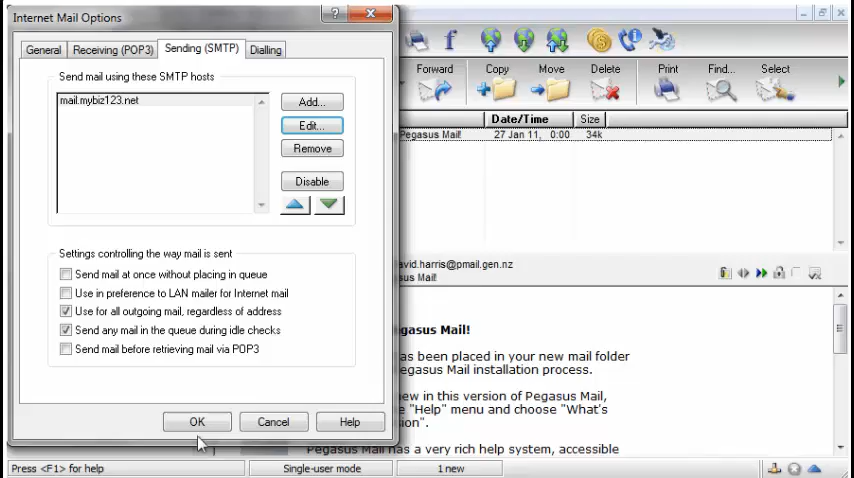 Internet Mail Options
General
Receiving (POP3)
Sending (SMTP)
Dialling
Send mail using these SMTP hosts
mail.mybiz123.net
Add...
Edit...
Remove
Disable
Settings controlling the way mail is sent
Send mail at once without placing in queue
Use in preference to LAN mailer for Internet mail
Use for all outgoing mail, regardless of address
Send any mail in the queue during idle checks
Send mail before retrieving mail via POP3
OK
Cancel
Help
Forward
Copy
Move
Delete
Print
Find...
Select
Date/Time
Size
Pegasus Mail!
27 Jan 11, 0:00
34k
avid.harris@pmail.gen.nz
sus Mail!
gasus Mail!
as been placed in your new mail folder
egasus Mail installation process.
ew in this version of Pegasus Mail,
e "Help" menu and choose "What's
ion".
Pegasus Mail has a very rich help system, accessible
Press <F1> for help
Single-user mode
1 new